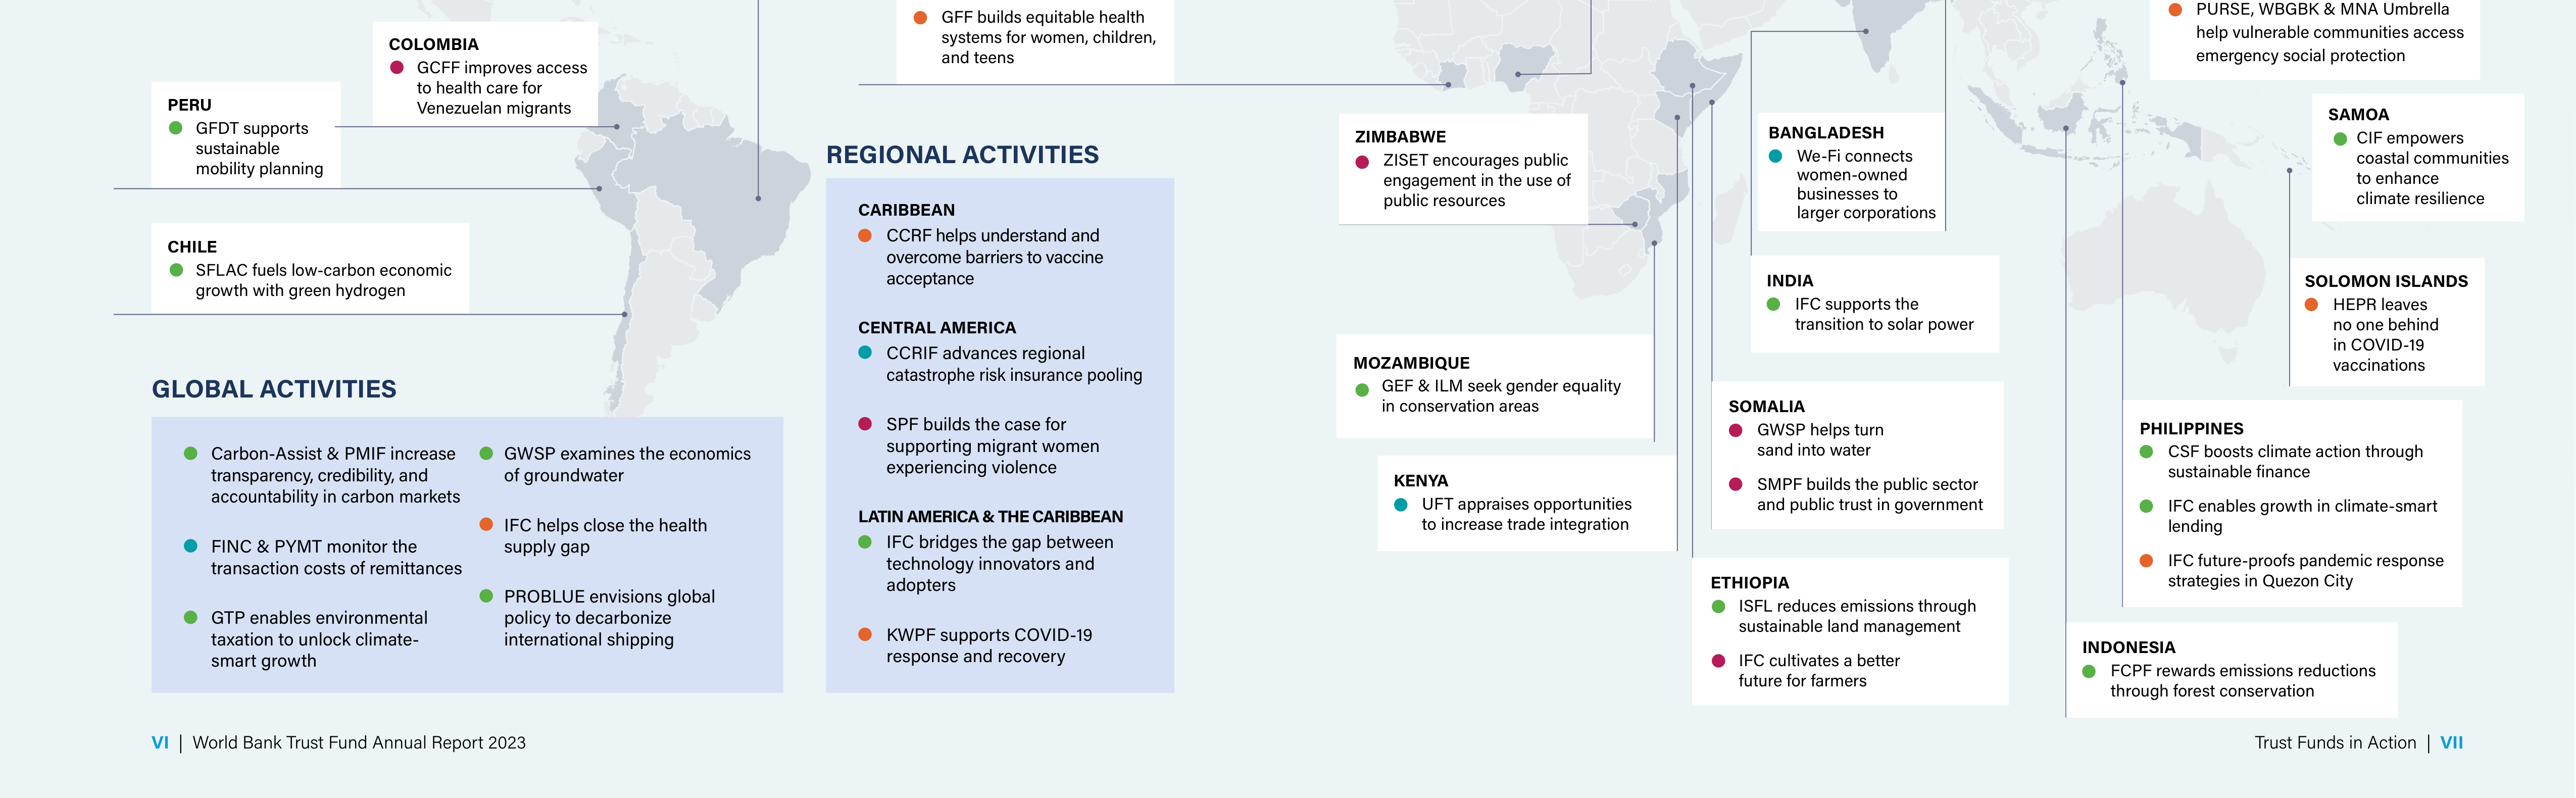 GFF builds equitable health
systems for women, children,
and teens
PURSE, WBGBK & MNA Umbrella
help vulnerable communities access
emergency social protection
COLOMBIA
GCFF improves access
to health care for
Venezuelan migrants
PERU
GFDT supports
sustainable
mobility planning
CHILE
SFLAC fuels low-carbon economic
growth with green hydrogen
GLOBAL ACTIVITIES
Carbon-Assist & PMIF increase
transparency, credibility, and
accountability in carbon markets
FINC & PYMT monitor the
transaction costs of remittances
GTP enables environmental
taxation to unlock climate-
smart growth
GWSP examines the economics
of groundwater
IFC helps close the health
supply gap
PROBLUE envisions global
policy to decarbonize
international shipping
REGIONAL ACTIVITIES
CARIBBEAN
CCRF helps understand and
overcome barriers to vaccine
acceptance
CENTRAL AMERICA
CCRIF advances regional
catastrophe risk insurance pooling
SPF builds the case for
supporting migrant women
experiencing violence
LATIN AMERICA & THE CARIBBEAN
IFC bridges the gap between
technology innovators and
adopters
KWPF supports COVID-19
response and recovery
ZIMBABWE
ZISET encourages public
engagement in the use of
public resources
MOZAMBIQUE
GEF & ILM seek gender equality
in conservation areas
KENYA
UFT appraises opportunities
to increase trade integration
BANGLADESH
We-Fi connects
women-owned
businesses to
larger corporations
INDIA
IFC supports the
transition to solar power
SOMALIA
GWSP helps turn
sand into water
SMPF builds the public sector
and public trust in government
ETHIOPIA
ISFL reduces emissions through
sustainable land management
IFC cultivates a better
future for farmers
SAMOA
CIF empowers
coastal communities
to enhance
climate resilience
SOLOMON ISLANDS
HEPR leaves
no one behind
in COVID-19
vaccinations
PHILIPPINES
CSF boosts climate action through
sustainable finance
IFC enables growth in climate-smart
lending
IFC future-proofs pandemic response
strategies in Quezon City
INDONESIA
FCPF rewards emissions reductions
through forest conservation
VI | World Bank Trust Fund Annual Report 2023
Trust Funds in Action | VII